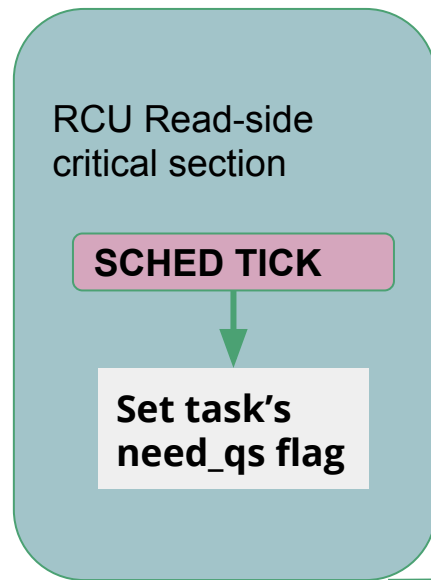 RCU Read-side
critical section
SCHED TICK
Set task’s
need_qs flag